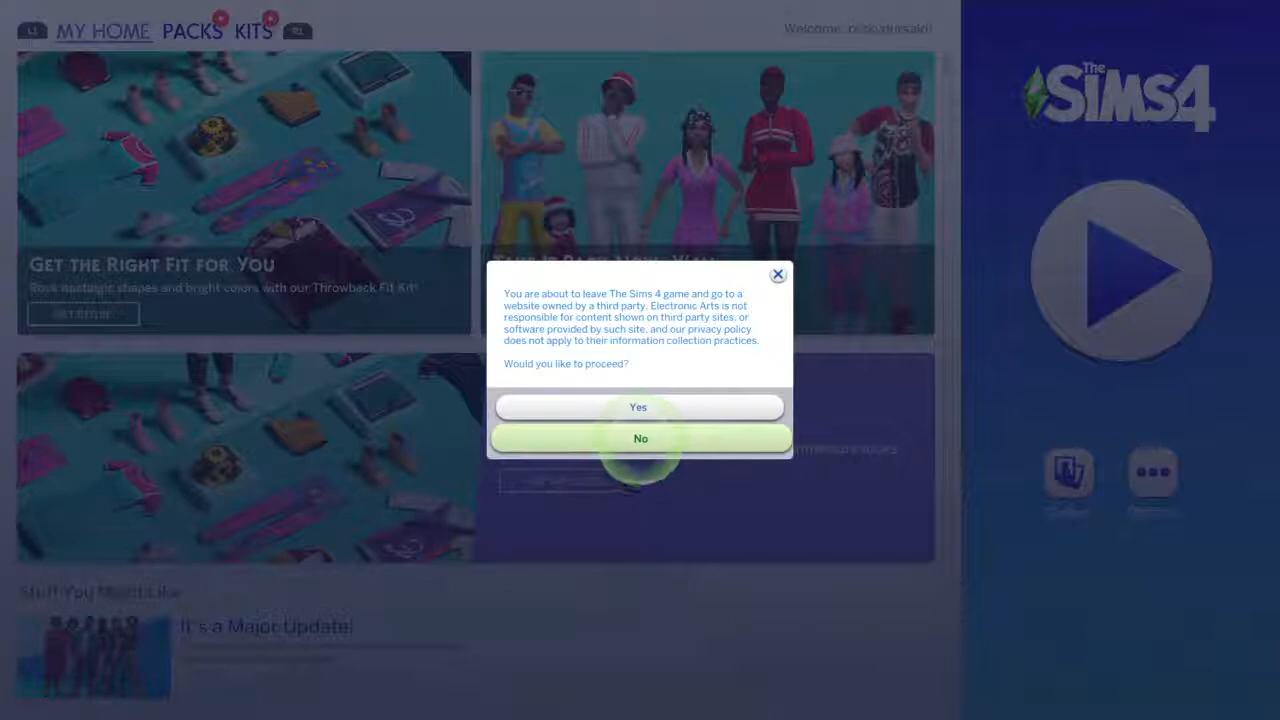 L1 MY HOME PACKS KITS R1
The SiMS 4
GET THE RIGHT FIT FOR YOU
Rock nostalgic shapes and bright colors with our Throwback Fit Kit!
You are about to leave The Sims 4 game and go to a
website owned by a third party. Electronic Arts is not
responsible for content shown on third party sites, or
software provided by such site, and our privacy policy
does not apply to their information collection practices.
Would you like to proceed?
Yes
No
Stuff You Might Like
It's a Major Update!